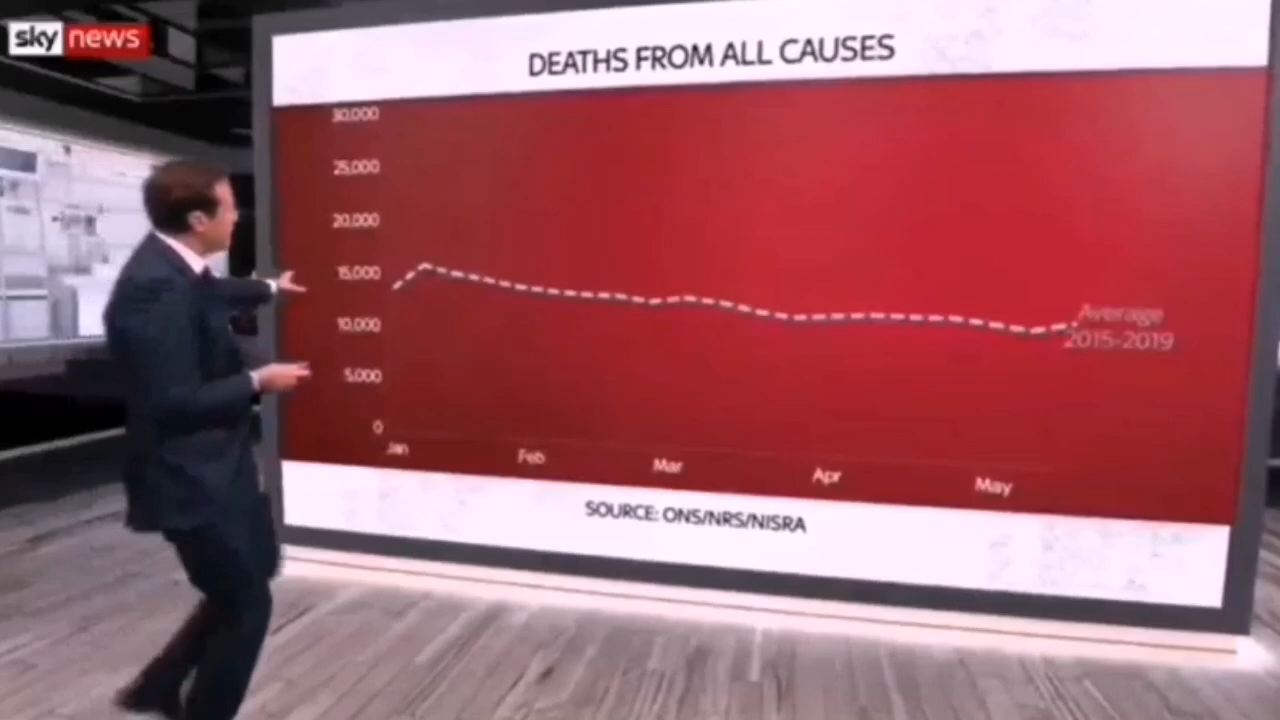 sky news
DEATHS FROM ALL CAUSES
30,000
25,000
20,000
15,000
10,000
5,000
0
Jan
Feb
Mar
Apr
May
Average
2015-2019
SOURCE: ONS/NRS/NISRA